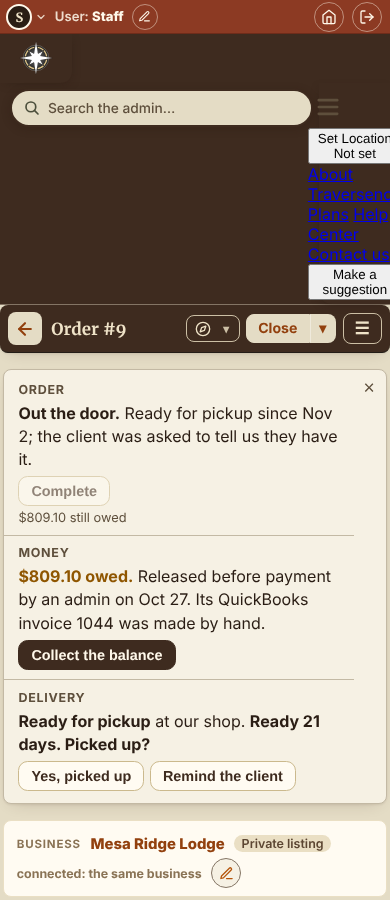 S User: Staff
Search the admin...
Set Location
Not set
About
Plans Help
Center
Contact us
Make a
suggestion
Order #9
Close
ORDER
Out the door. Ready for pickup since Nov
2; the client was asked to tell us they have
it.
Complete
$809.10 still owed
MONEY
$809.10 owed. Released before payment
by an admin on Oct 27. Its QuickBooks
invoice 1044 was made by hand.
Collect the balance
DELIVERY
Ready for pickup at our shop. Ready 21
days. Picked up?
Yes, picked up Remind the client
BUSINESS Mesa Ridge Lodge Private listing
connected: the same business